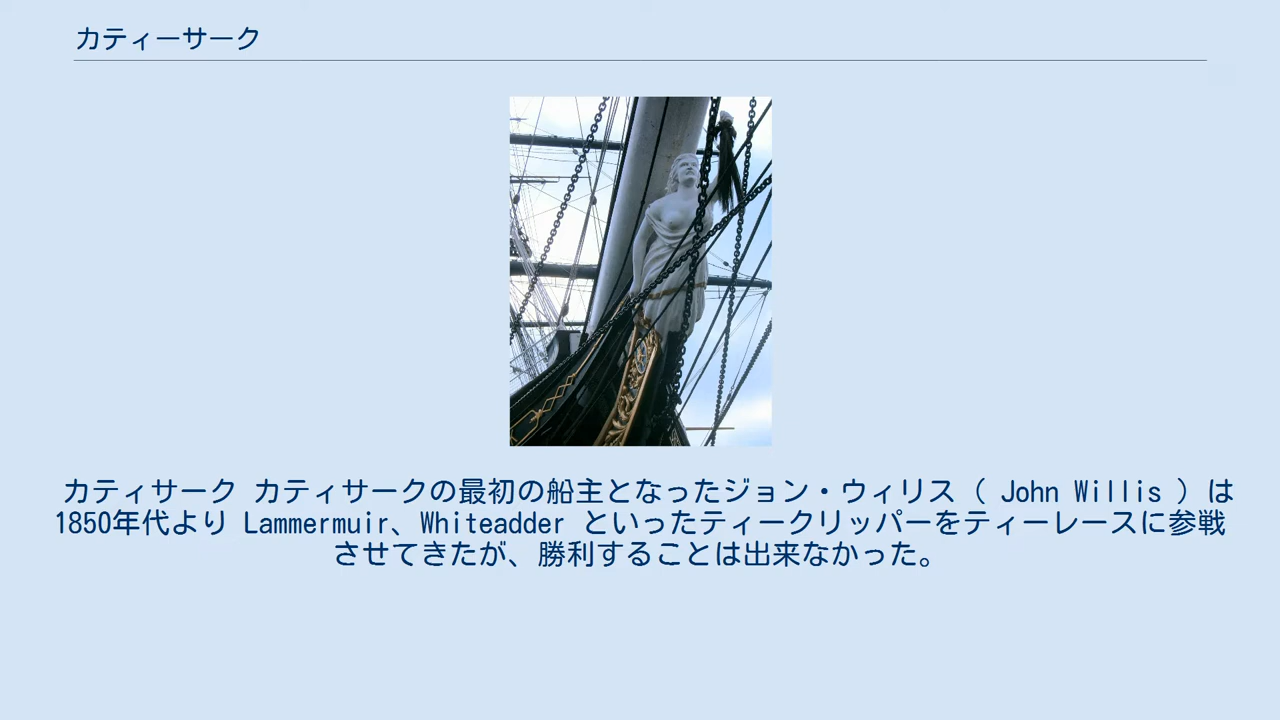 カティーサーク
カティサーク カティサークの最初の船主となったジョン・ウィリス ( John Willis ) は
1850年代より Lammermuir、Whiteadder といったティークリッパーをティーレースに参戦
させてきたが、勝利することは出来なかった。